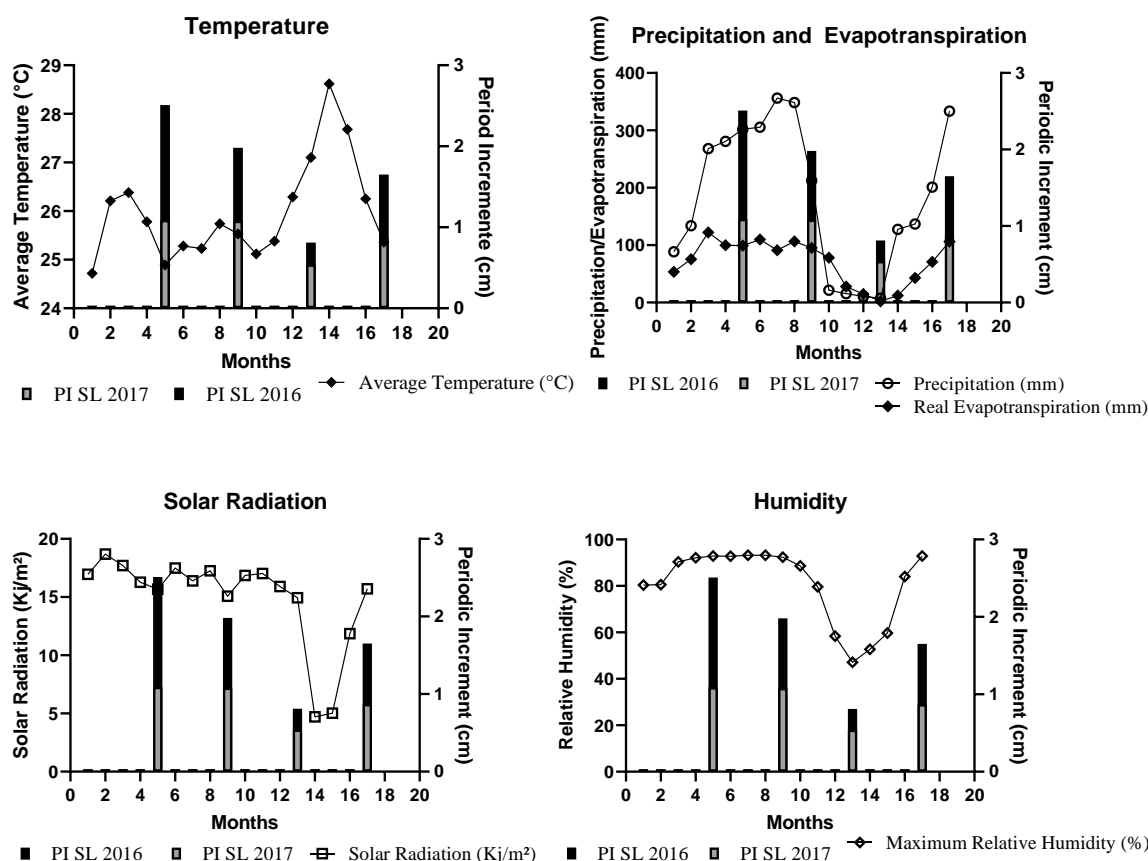 Temperature
Average Temperature (°C)
29
28
27
26
25
24
3
2
1
0
Period Incremente (cm)
0 2 4 6 8 10 12 14 16 18 20
Months
PI SL 2017 PI SL 2016 Average Temperature (°C)
Precipitation and Evapotranspiration
Precipitation/Evapotranspiration (mm)
400
300
200
100
0
3
2
1
0
Periodic Increment (cm)
0 2 4 6 8 10 12 14 16 18 20
Months
PI SL 2016 PI SL 2017 Precipitation (mm)
Real Evapotranspiration (mm)
Solar Radiation
Solar Radiation (Kj/m²)
20
15
10
5
0
3
2
1
0
Periodic Increment (cm)
0 2 4 6 8 10 12 14 16 18 20
Months
PI SL 2016 PI SL 2017 Solar Radiation (Kj/m²)
Humidity
Relative Humidity (%)
100
80
60
40
20
0
3
2
1
0
Periodic Increment (cm)
0 2 4 6 8 10 12 14 16 18 20
Months
PI SL 2016 PI SL 2017 Maximum Relative Humidity (%)